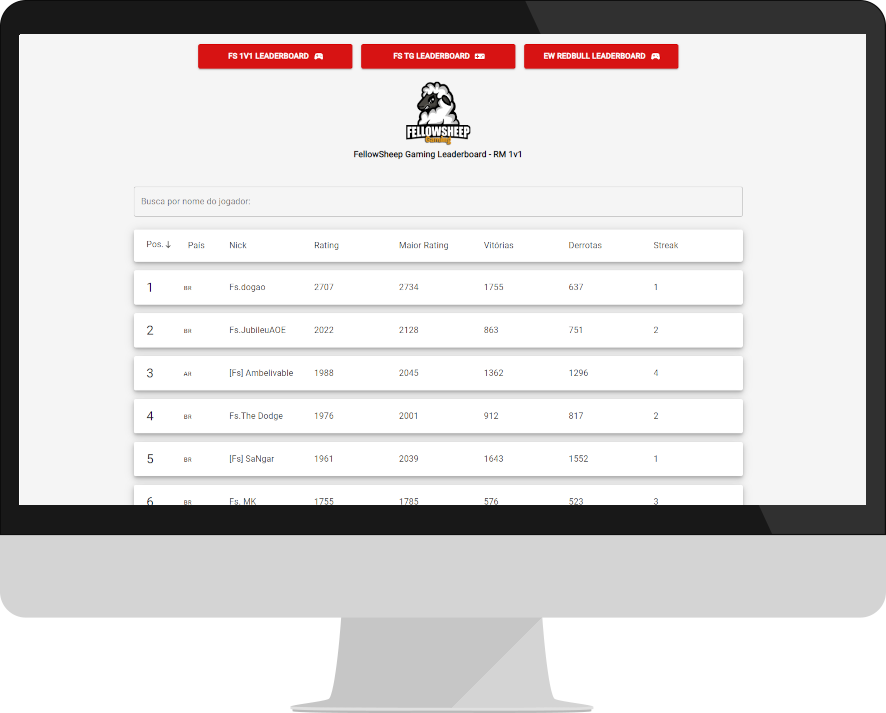 FS 1V1 LEADERBOARD
FS TG LEADERBOARD
EW REDBULL LEADERBOARD
FELLOWSHEEP
Gaming
FellowSheep Gaming Leaderboard - RM 1v1
Busca por nome do jogador:
Pos. País Nick Rating Maior Rating Vitórias Derrotas Streak
1 BR Fs.dogao 2707 2734 1755 637 1
2 BR Fs.JubileuAOE 2022 2128 863 751 2
3 AR [Fs] Ambelivable 1988 2045 1362 1296 4
4 BR Fs.The Dodge 1976 2001 912 817 2
5 BR [Fs] SaNgar 1961 2039 1643 1552 1
6 BR Fs. MK 1755 1785 576 523 3